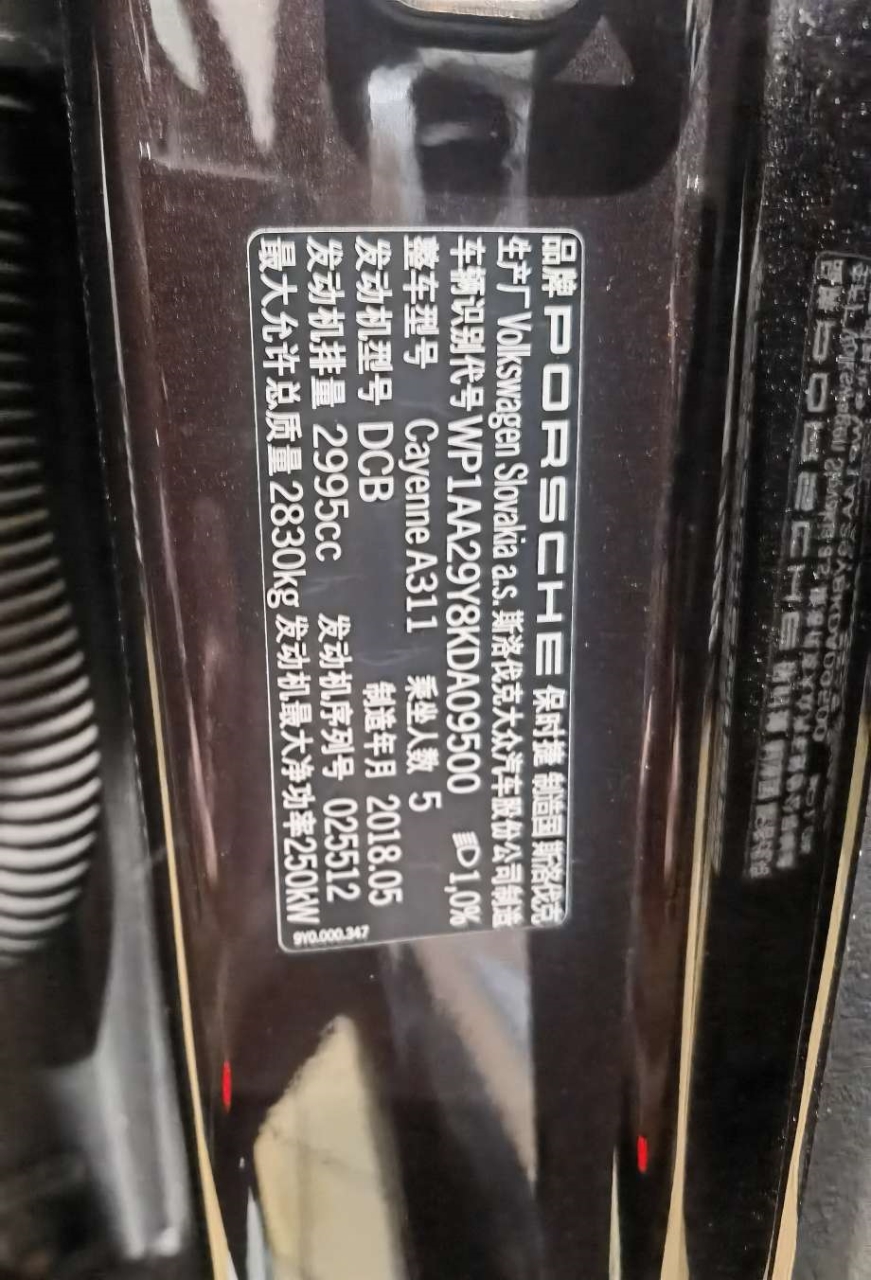 品牌 PORSCHE 保时捷 制造国 斯洛伐克
生产厂 Volkswagen Slovakia a.s. 斯洛伐克大众汽车股份公司制造
车辆识别代号 WP1AA29Y8KDA09500 1,0%
整车型号 Cayenne A311 乘坐人数 5
发动机型号 DCB 制造年月 2018.05
发动机排量 2995cc 发动机序列号 025512
最大允许总质量 2830kg 发动机最大净功率 250kW
9Y0.000.347